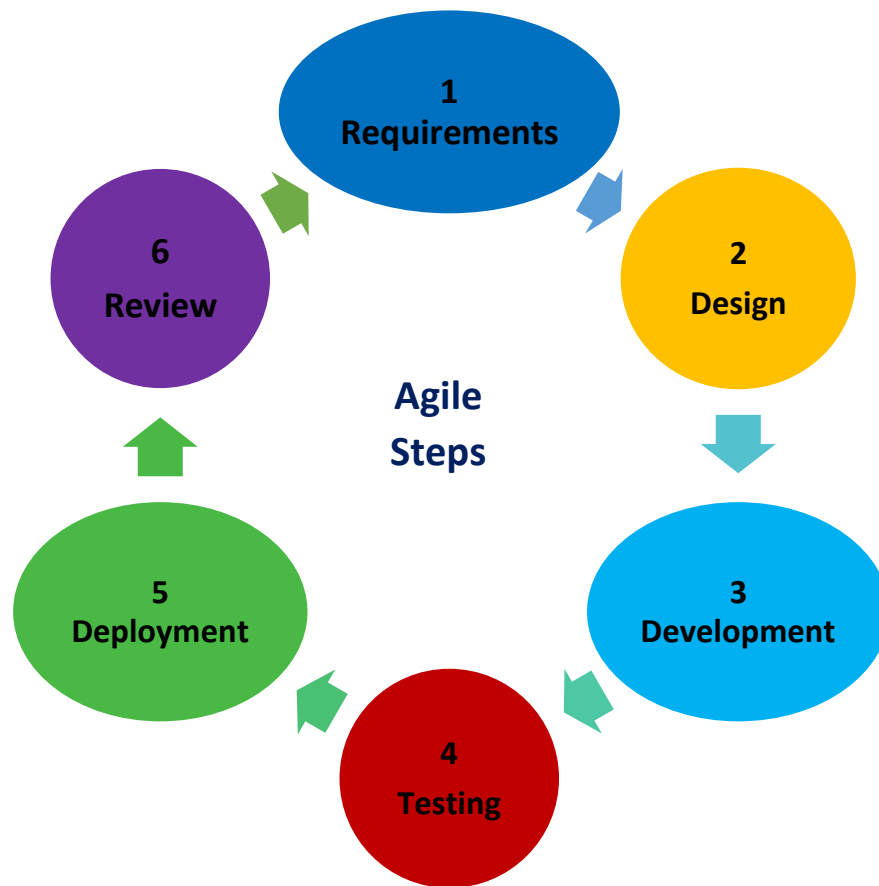 1
Requirements
2
Design
3
Development
4
Testing
5
Deployment
6
Review
Agile
Steps